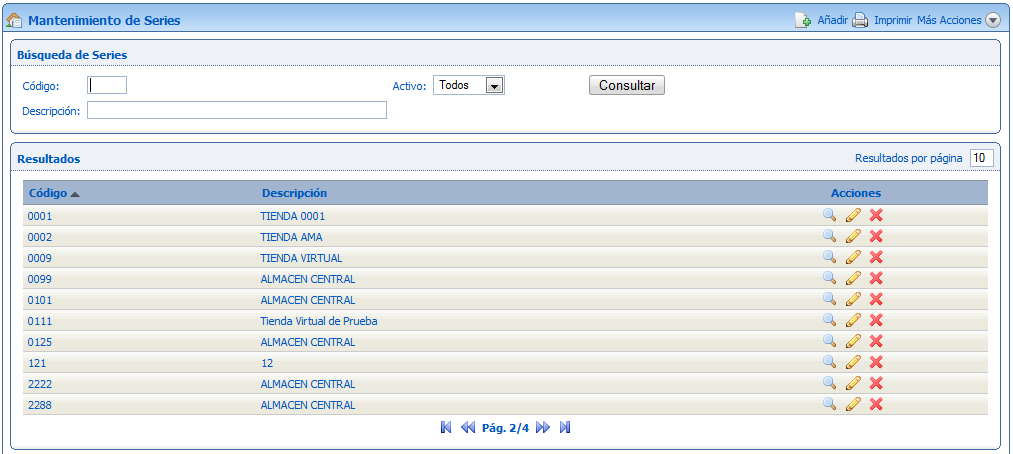 Mantenimiento de Series Añadir Imprimir Más Acciones
Búsqueda de Series
Código: Activo: Todos Consultar
Descripción:
Resultados Resultados por página 10
Código Descripción Acciones
0001 TIENDA 0001
0002 TIENDA AMA
0009 TIENDA VIRTUAL
0099 ALMACEN CENTRAL
0101 ALMACEN CENTRAL
0111 Tienda Virtual de Prueba
0125 ALMACEN CENTRAL
121 12
2222 ALMACEN CENTRAL
2288 ALMACEN CENTRAL
Pág. 2/4